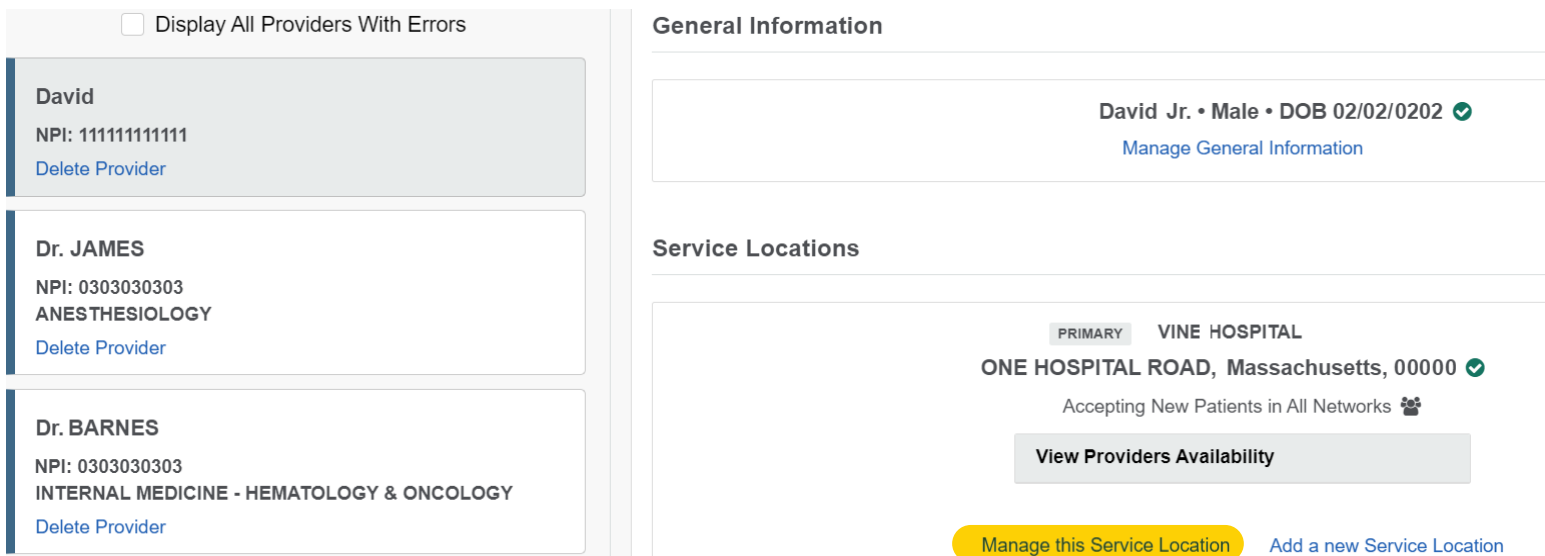 Display All Providers With Errors
David
NPI: 111111111111
Delete Provider
Dr. JAMES
NPI: 0303030303
ANESTHESIOLOGY
Delete Provider
Dr. BARNES
NPI: 0303030303
INTERNAL MEDICINE - HEMATOLOGY & ONCOLOGY
Delete Provider
General Information
David Jr. • Male • DOB 02/02/0202
Manage General Information
Service Locations
PRIMARY VINE HOSPITAL
ONE HOSPITAL ROAD, Massachusetts, 00000
Accepting New Patients in All Networks
View Providers Availability
Manage this Service Location Add a new Service Location